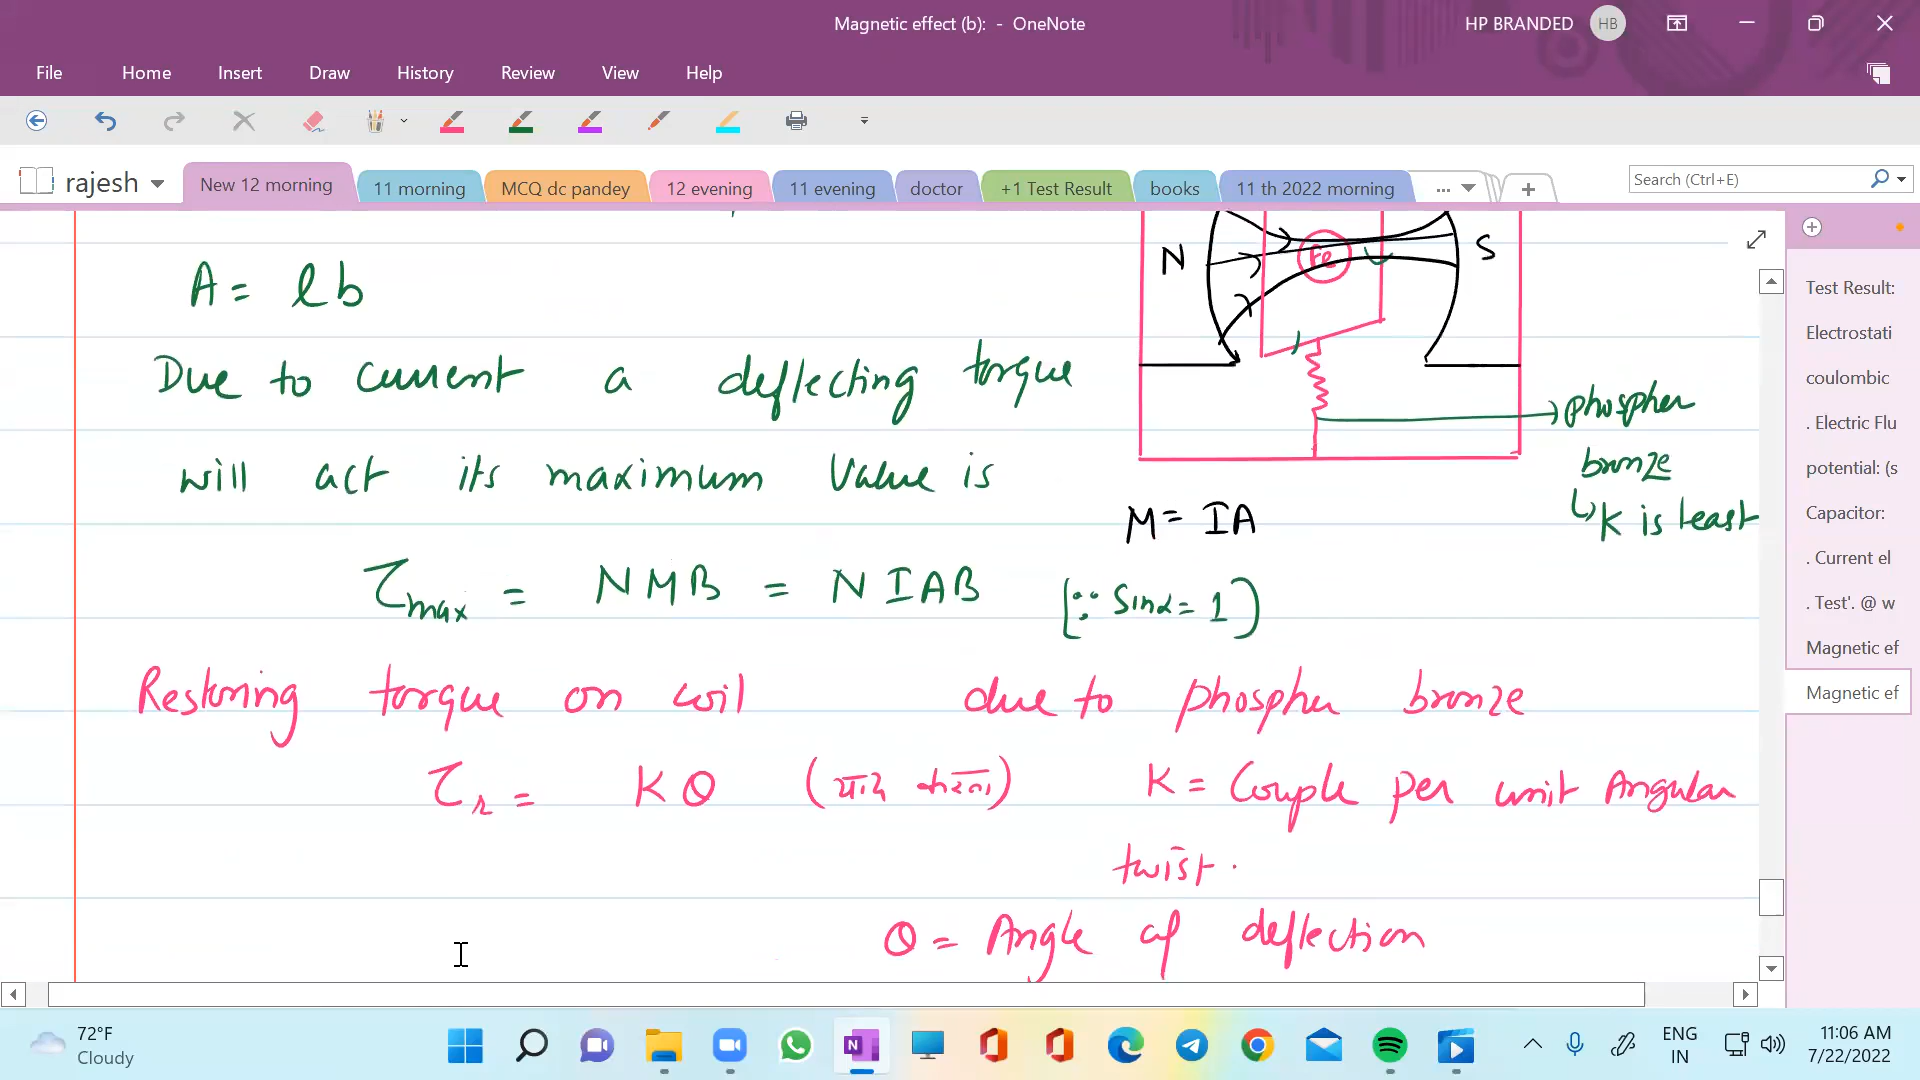 Magnetic effect (b): - OneNote
HP BRANDED HB
File Home Insert Draw History Review View Help
rajesh New 12 morning 11 morning MCQ dc pandey 12 evening 11 evening doctor +1 Test Result books 11 th 2022 morning ... +
Search (Ctrl+E)
A = lb
Due to current a deflecting torque
will act its maximum value is
τmax = NMB = NIAB [∵ Sinα = 1)
Restoring torque on coil due to phospher bronze
τr = Kθ
K = Couple per unit Angular
twist .
θ = Angle of deflection
N Fe S
phospher
bronze
↳ K is least
M = IA
Test Result:
Electrostati
coulombic
. Electric Flu
potential: (s
Capacitor:
. Current el
. Test'. @ w
Magnetic ef
Magnetic ef
72°F
Cloudy
ENG
IN
11:06 AM
7/22/2022